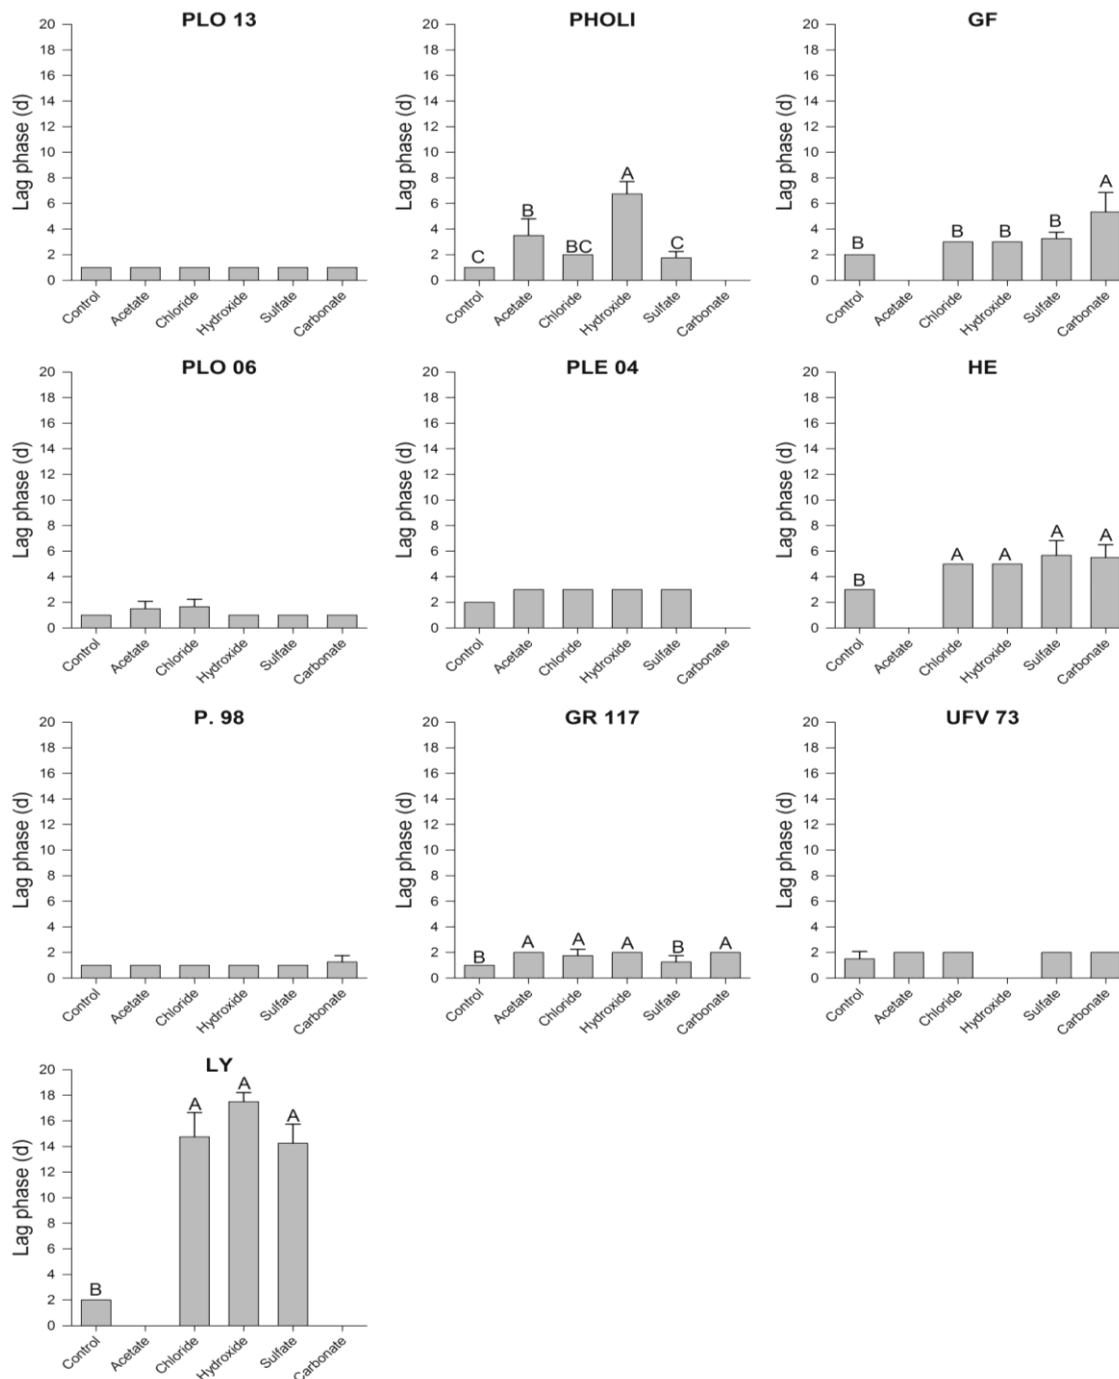 PLO 13
Lag phase (d)
20
18
16
14
12
10
8
6
4
2
0
Control
Acetate
Chloride
Hydroxide
Sulfate
Carbonate
PHOLI
Lag phase (d)
20
18
16
14
12
10
8
6
4
2
0
C
B
BC
A
C
Control
Acetate
Chloride
Hydroxide
Sulfate
Carbonate
GF
Lag phase (d)
20
18
16
14
12
10
8
6
4
2
0
B
B
B
B
A
Control
Acetate
Chloride
Hydroxide
Sulfate
Carbonate
PLO 06
Lag phase (d)
20
18
16
14
12
10
8
6
4
2
0
Control
Acetate
Chloride
Hydroxide
Sulfate
Carbonate
PLE 04
Lag phase (d)
20
18
16
14
12
10
8
6
4
2
0
Control
Acetate
Chloride
Hydroxide
Sulfate
Carbonate
HE
Lag phase (d)
20
18
16
14
12
10
8
6
4
2
0
B
A
A
A
A
Control
Acetate
Chloride
Hydroxide
Sulfate
Carbonate
P. 98
Lag phase (d)
20
18
16
14
12
10
8
6
4
2
0
Control
Acetate
Chloride
Hydroxide
Sulfate
Carbonate
GR 117
Lag phase (d)
20
18
16
14
12
10
8
6
4
2
0
B
A
A
A
B
A
Control
Acetate
Chloride
Hydroxide
Sulfate
Carbonate
UFV 73
Lag phase (d)
20
18
16
14
12
10
8
6
4
2
0
Control
Acetate
Chloride
Hydroxide
Sulfate
Carbonate
LY
Lag phase (d)
20
18
16
14
12
10
8
6
4
2
0
B
A
A
A
Control
Acetate
Chloride
Hydroxide
Sulfate
Carbonate